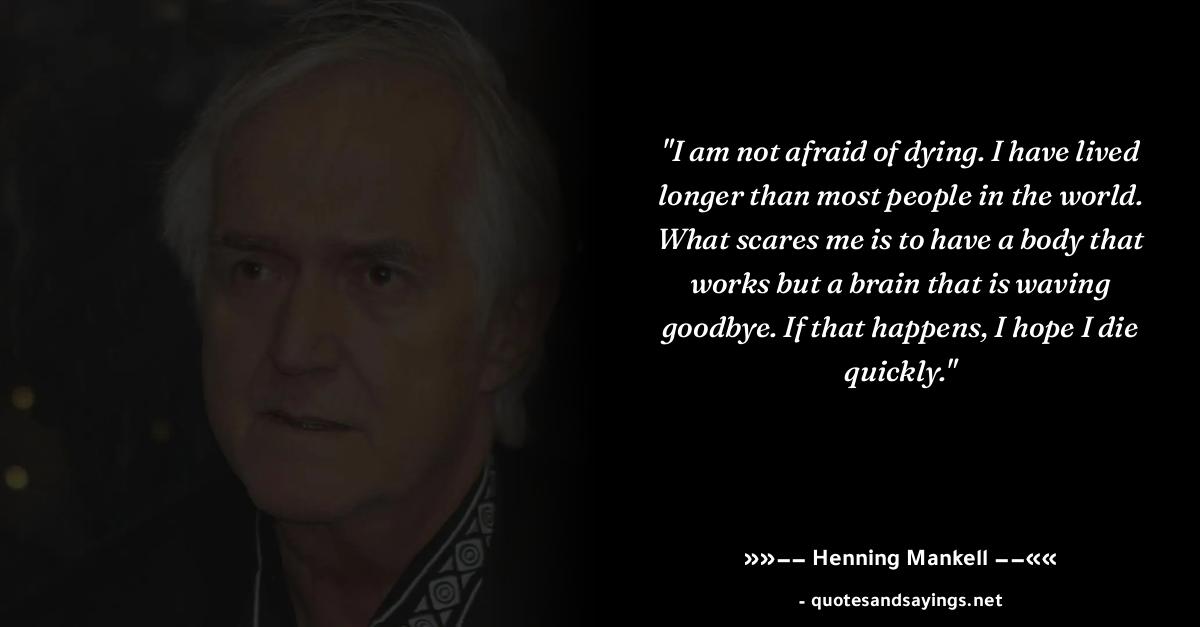 "I am not afraid of dying. I have lived
longer than most people in the world.
What scares me is to have a body that
works but a brain that is waving
goodbye. If that happens, I hope I die
quickly."
»»–– Henning Mankell ––««
- quotesandsayings.net